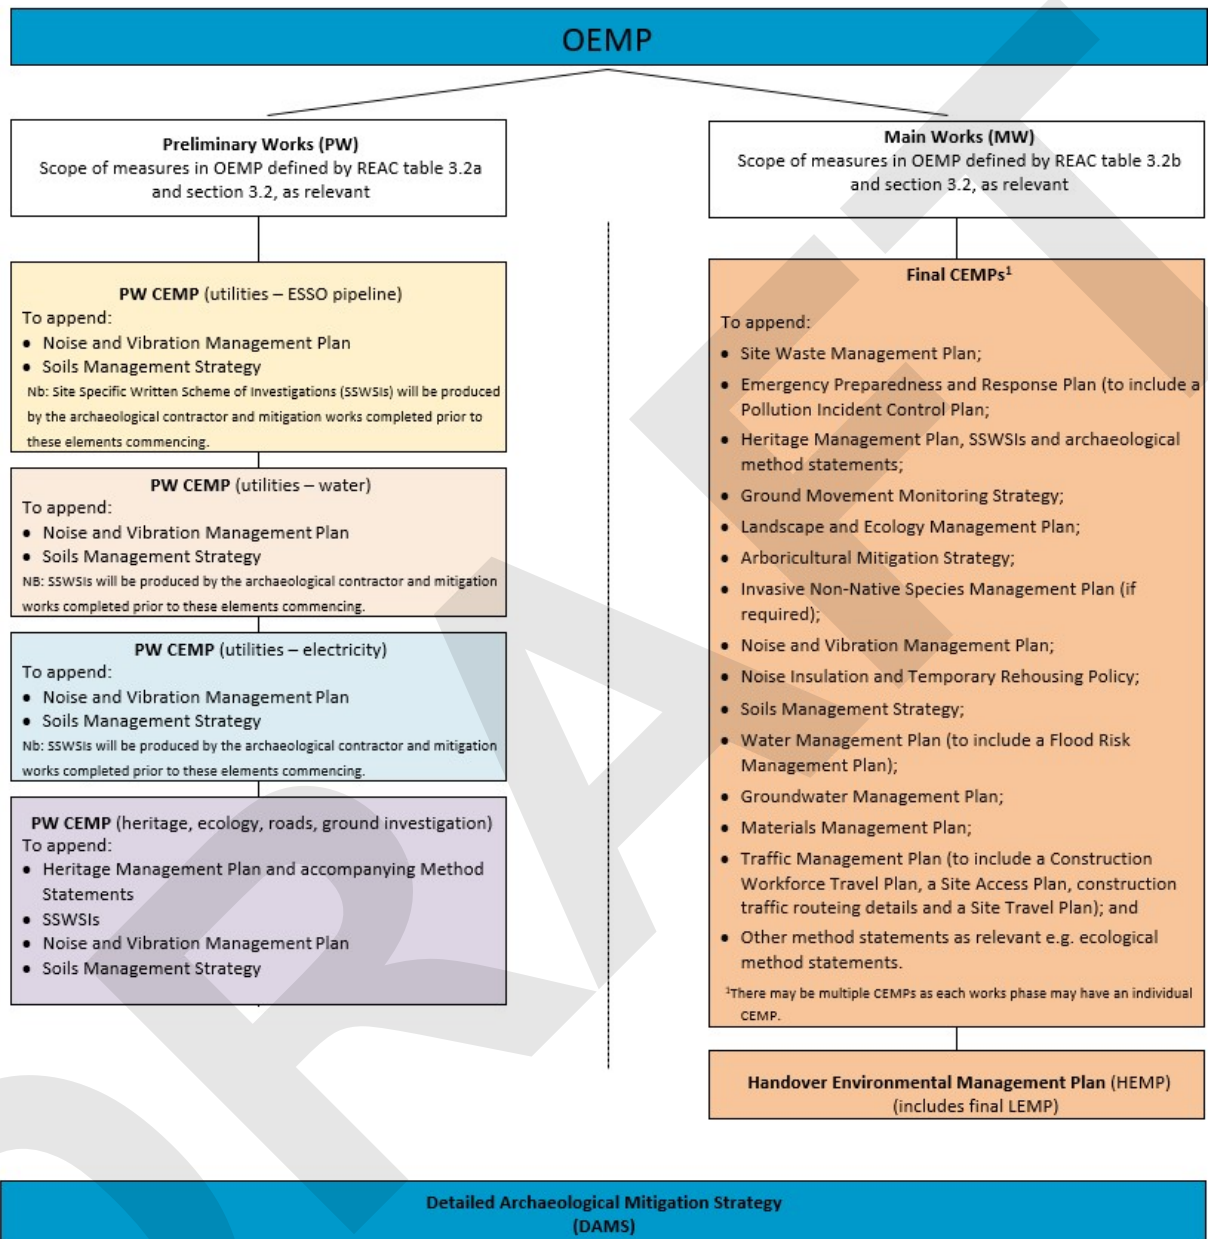 OEMP
Preliminary Works (PW)
Scope of measures in OEMP defined by REAC table 3.2a
and section 3.2, as relevant
PW CEMP (utilities – ESSO pipeline)
To append:
• Noise and Vibration Management Plan
• Soils Management Strategy
Nb: Site Specific Written Scheme of Investigations (SSWSIs) will be produced
by the archaeological contractor and mitigation works completed prior to
these elements commencing.
PW CEMP (utilities – water)
To append:
• Noise and Vibration Management Plan
• Soils Management Strategy
NB: SSWSIs will be produced by the archaeological contractor and mitigation
works completed prior to these elements commencing.
PW CEMP (utilities – electricity)
To append:
• Noise and Vibration Management Plan
• Soils Management Strategy
Nb: SSWSIs will be produced by the archaeological contractor and mitigation
works completed prior to these elements commencing.
PW CEMP (heritage, ecology, roads, ground investigation)
To append:
• Heritage Management Plan and accompanying Method
Statements
• SSWSIs
• Noise and Vibration Management Plan
• Soils Management Strategy
Main Works (MW)
Scope of measures in OEMP defined by REAC table 3.2b
and section 3.2, as relevant
Final CEMPs¹
To append:
• Site Waste Management Plan;
• Emergency Preparedness and Response Plan (to include a
Pollution Incident Control Plan;
• Heritage Management Plan, SSWSIs and archaeological
method statements;
• Ground Movement Monitoring Strategy;
• Landscape and Ecology Management Plan;
• Arboricultural Mitigation Strategy;
• Invasive Non-Native Species Management Plan (if
required);
• Noise and Vibration Management Plan;
• Noise Insulation and Temporary Rehousing Policy;
• Soils Management Strategy;
• Water Management Plan (to include a Flood Risk
Management Plan);
• Groundwater Management Plan;
• Materials Management Plan;
• Traffic Management Plan (to include a Construction
Workforce Travel Plan, a Site Access Plan, construction
traffic routeing details and a Site Travel Plan); and
• Other method statements as relevant e.g. ecological
method statements.
¹There may be multiple CEMPs as each works phase may have an individual
CEMP.
Handover Environmental Management Plan (HEMP)
(includes final LEMP)
Detailed Archaeological Mitigation Strategy
(DAMS)
DRAFT